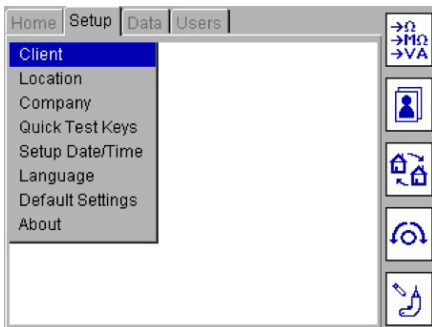 Home Setup Data Users
Client
Location
Company
Quick Test Keys
Setup Date/Time
Language
Default Settings
About
→Ω
→MΩ
→VA